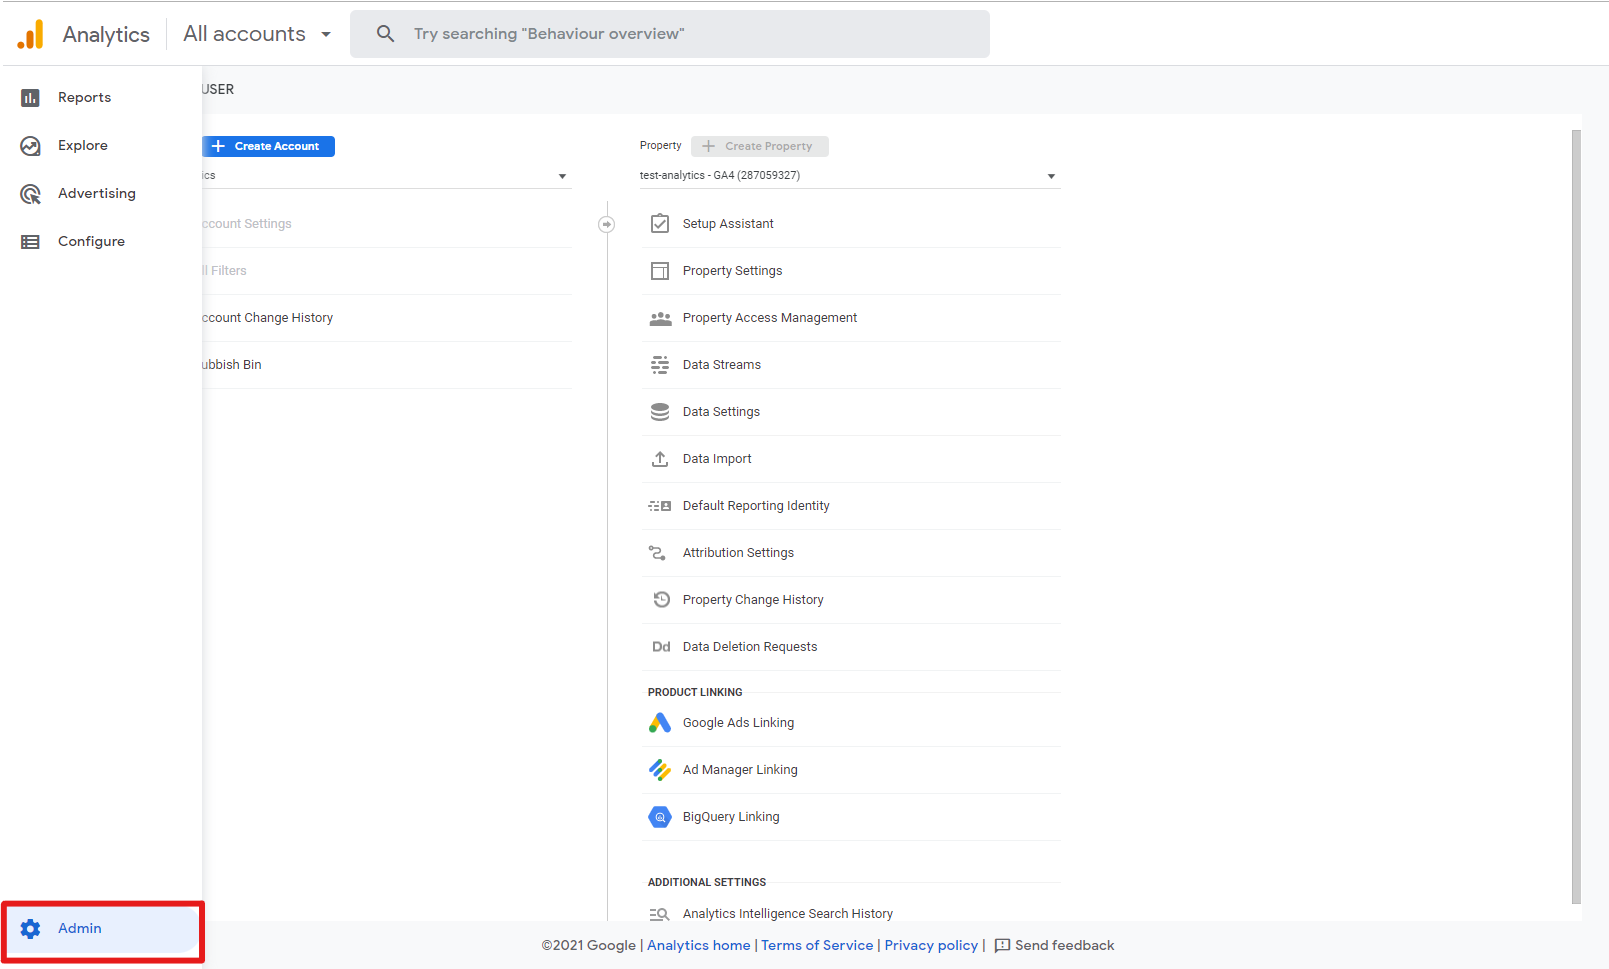 Analytics
All accounts
Try searching "Behaviour overview"
Reports
Explore
Advertising
Configure
Admin
USER
Create Account
ics
ccount Settings
ll Filters
ccount Change History
ubbish Bin
Property
Create Property
test-analytics - GA4 (287059327)
Setup Assistant
Property Settings
Property Access Management
Data Streams
Data Settings
Data Import
Default Reporting Identity
Attribution Settings
Property Change History
Dd Data Deletion Requests
PRODUCT LINKING
Google Ads Linking
Ad Manager Linking
BigQuery Linking
ADDITIONAL SETTINGS
Analytics Intelligence Search History
©2021 Google | Analytics home | Terms of Service | Privacy policy | Send feedback